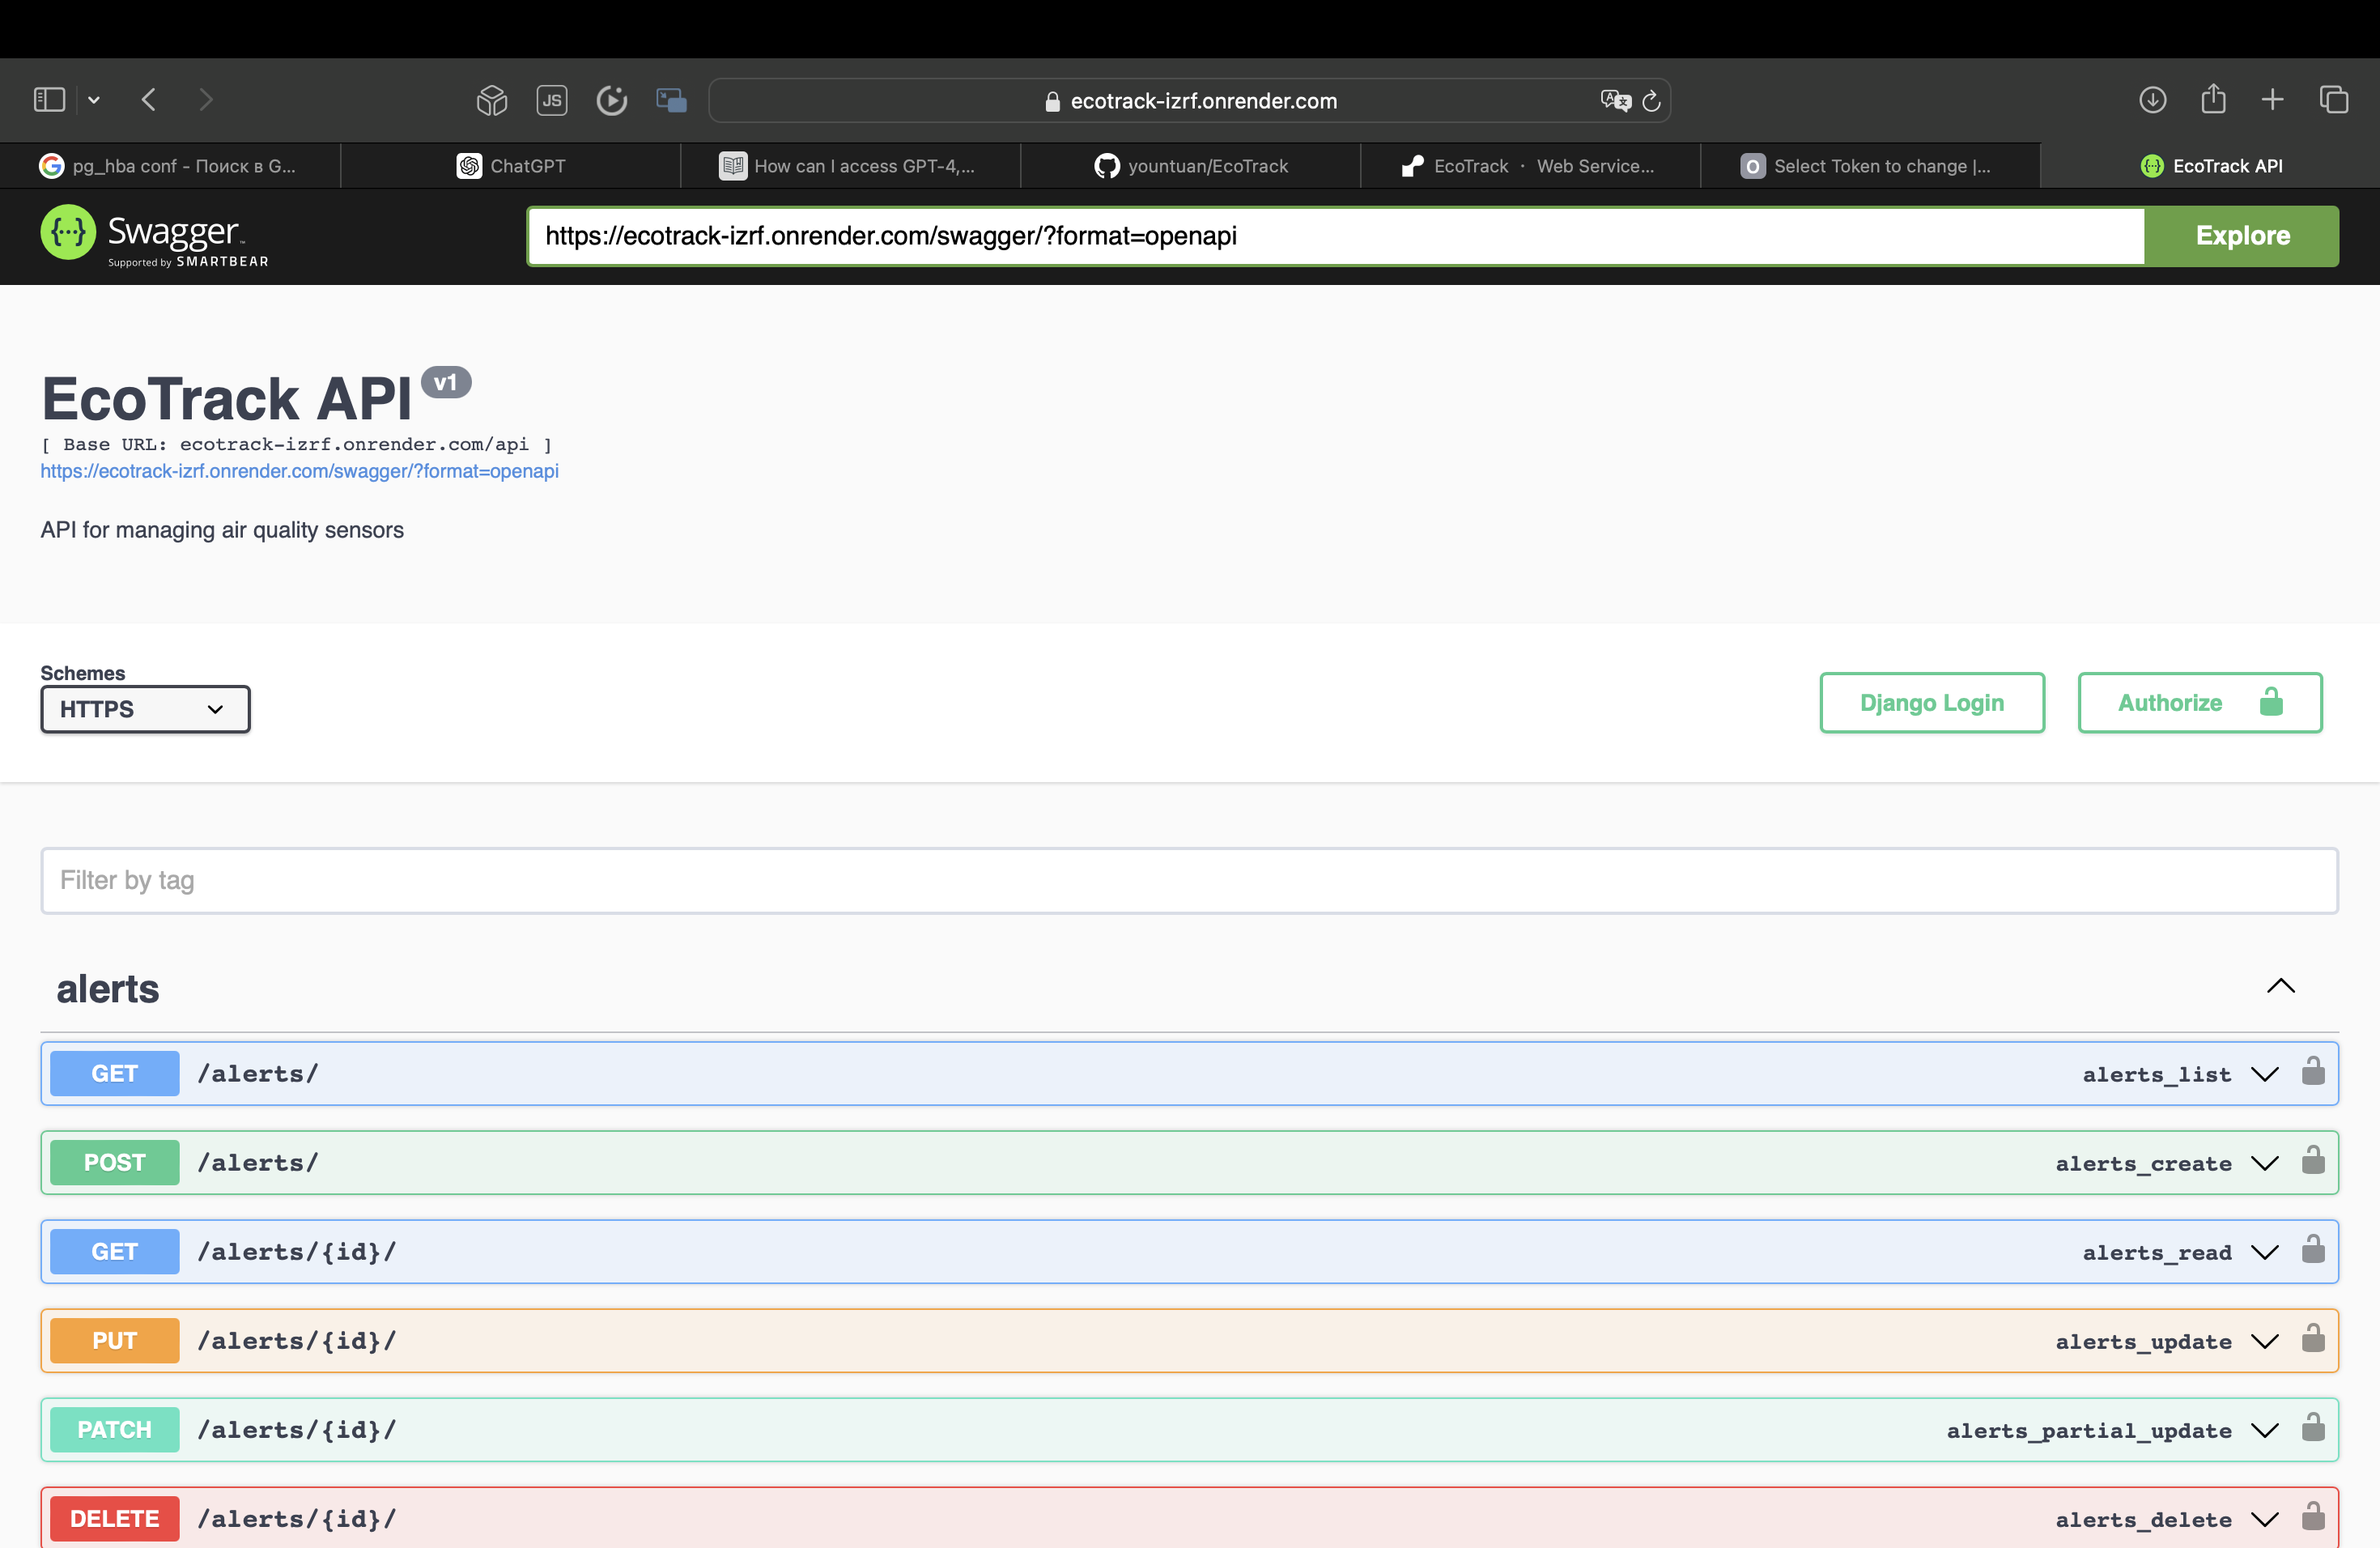 JS
ecotrack-izrf.onrender.com
pg_hba conf - Поиск в G...
ChatGPT
How can I access GPT-4,...
yountuan/EcoTrack
EcoTrack · Web Service...
O Select Token to change |...
EcoTrack API
Swagger
Supported by SMARTBEAR
https://ecotrack-izrf.onrender.com/swagger/?format=openapi
Explore
EcoTrack API v1
[ Base URL: ecotrack-izrf.onrender.com/api ]
https://ecotrack-izrf.onrender.com/swagger/?format=openapi
API for managing air quality sensors
Schemes
HTTPS
Django Login
Authorize
Filter by tag
alerts
GET /alerts/ alerts_list
POST /alerts/ alerts_create
GET /alerts/{id}/ alerts_read
PUT /alerts/{id}/ alerts_update
PATCH /alerts/{id}/ alerts_partial_update
DELETE /alerts/{id}/ alerts_delete